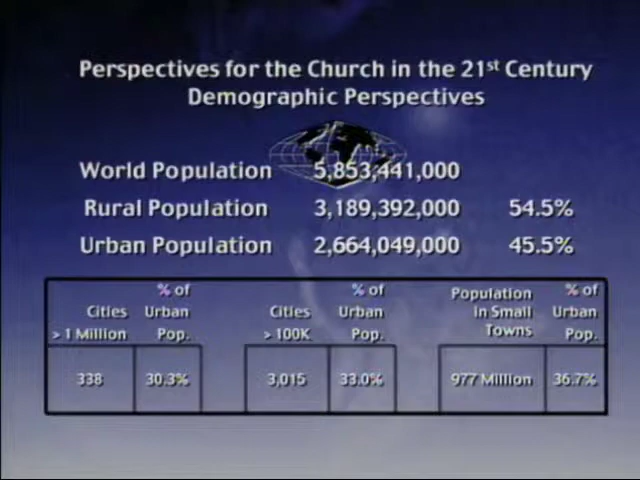 Perspectives for the Church in the 21st Century
Demographic Perspectives
World Population 5,853,441,000
Rural Population 3,189,392,000 54.5%
Urban Population 2,664,049,000 45.5%
Cities > 1 Million
% of Urban Pop.
Cities > 100K
% of Urban Pop.
Population in Small Towns
% of Urban Pop.
338 30.3% 3,015 33.0% 977 Million 36.7%